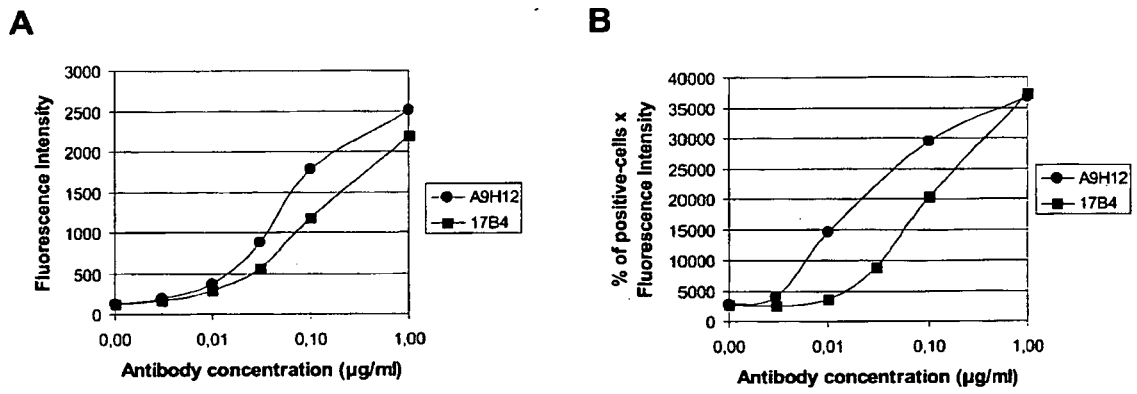 A
Fluorescence Intensity
3000
2500
2000
1500
1000
500
0
0,00 0,01 0,10 1,00
Antibody concentration (µg/ml)
A9H12
17B4
B
% of positive-cells x
Fluorescence Intensity
40000
35000
30000
25000
20000
15000
10000
5000
0
0,00 0,01 0,10 1,00
Antibody concentration (µg/ml)
A9H12
17B4